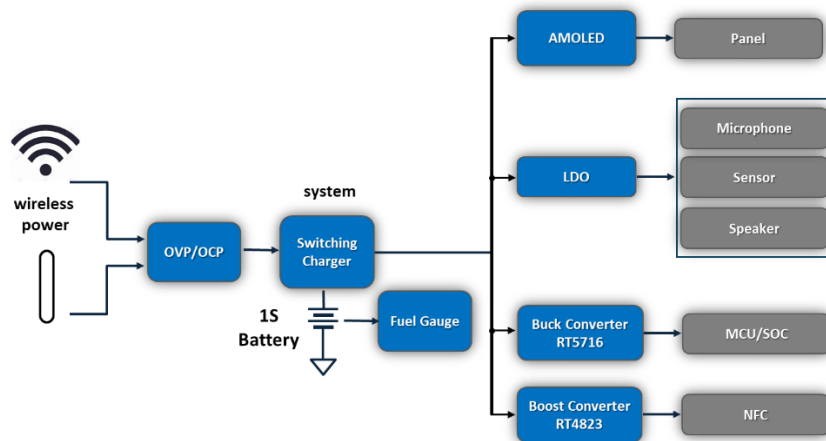 AMOLED
Panel
Microphone
wireless
power
system
LDO
Sensor
OVP/OCP
Switching
Charger
Speaker
1S
Battery
Fuel Gauge
Buck Converter
RT5716
MCU/SOC
Boost Converter
RT4823
NFC